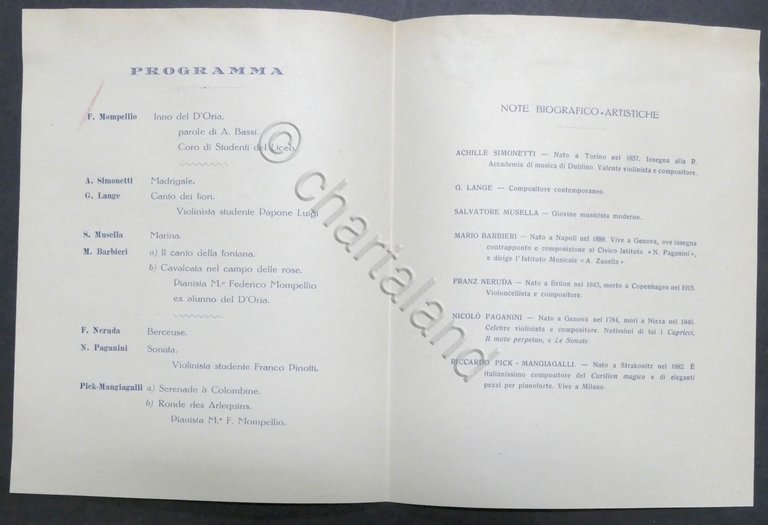 PROGRAMMA
F. Mompellio Inno del D'Oria.
parole di A. Bassi.
Coro di Studenti del Liceo
A. Simonetti Madrigale.
G. Lange Canto dei fiori.
Violinista studente Papone Luigi
S. Musella Marina.
M. Barbieri a) Il canto della fontana.
b) Cavalcata nel campo delle rose.
Pianista M.º Federico Mompellio
ex alunno del D'Oria.
F. Neruda Berceuse.
N. Paganini Sonata.
Violinista studente Franco Pinotti.
Pick-Mangiagalli a) Serenade à Colombine.
b) Ronde des Arlequins.
Pianista M.º F. Mompellio.
NOTE BIOGRAFICO-ARTISTICHE
ACHILLE SIMONETTI — Nato a Torino nel 1857. Insegna alla R.
Accademia di musica di Dublino. Valente violinista e compositore.
G. LANGE — Compositore contemporaneo.
SALVATORE MUSELLA — Giovine musicista moderno.
MARIO BARBIERI — Nato a Napoli nel 1888. Vive a Genova, ove insegna
contrappunto e composizione al Civico Istituto « N. Paganini »,
e dirige l'Istituto Musicale « A. Zanella ».
FRANZ NERUDA — Nato a Brüen nel 1843, morto a Copenhagen nel 1915.
Violoncellista e compositore.
NICOLÒ PAGANINI — Nato a Genova nel 1784, morì a Nizza nel 1840.
Celebre violinista e compositore. Notissimi di lui i Capricci,
Il moto perpetuo, e Le Sonate.
RICCARDO PICK-MANGIAGALLI. — Nato a Strakonitz nel 1882. È
italianissimo compositore del Carillon magico e di eleganti
pezzi per pianoforte. Vive a Milano.
© chartaland